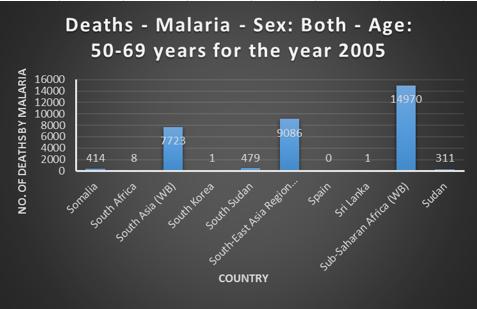 Deaths - Malaria - Sex: Both - Age:
50-69 years for the year 2005
NO. OF DEATHS BY MALARIA
16000
14000
12000
10000
8000
6000
4000
2000
0
414
8
7723
1
479
9086
0
1
14970
311
Somalia
South Africa
South Asia (WB)
South Korea
South Sudan
South-East Asia Region...
Spain
Sri Lanka
Sub-Saharan Africa (WB)
Sudan
COUNTRY